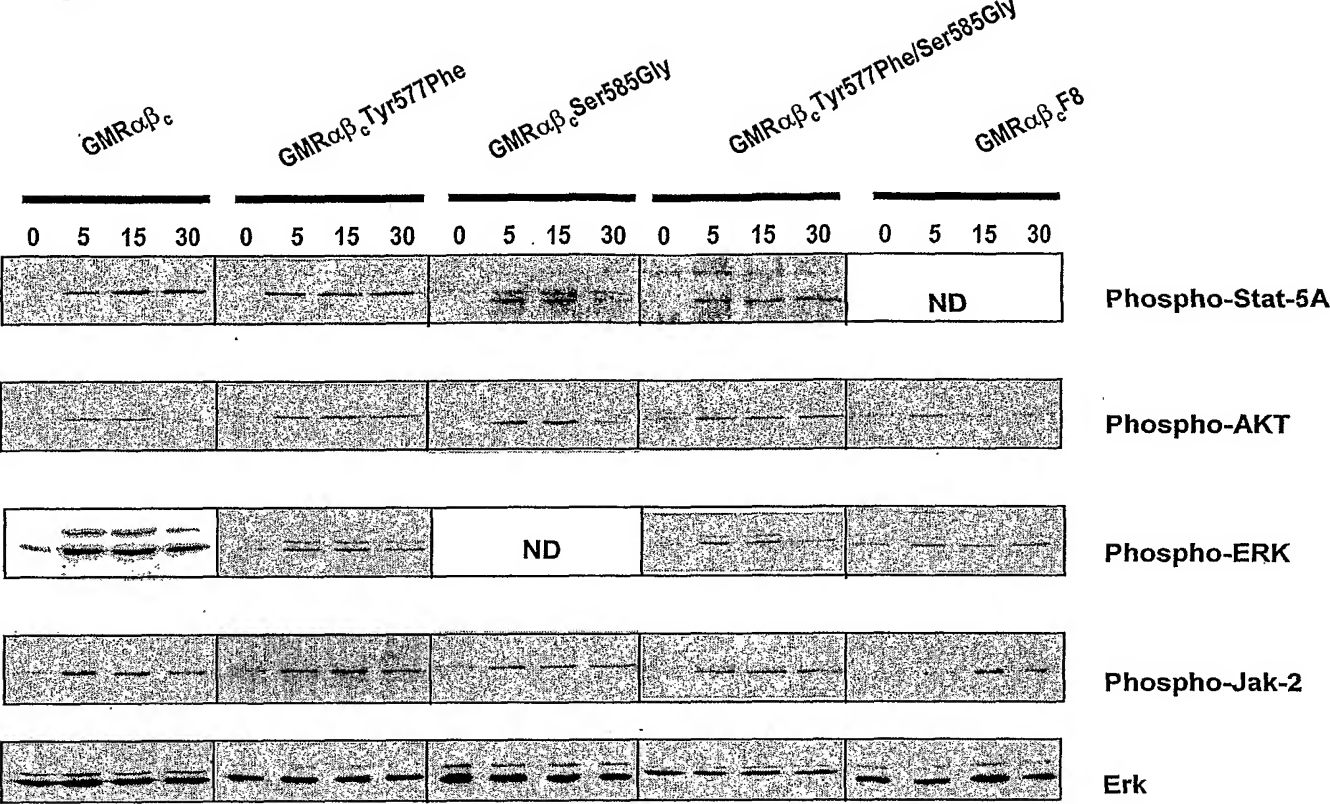 GMRαβc
GMRαβcTyr577Phe
GMRαβcSer585Gly
GMRαβcTyr577Phe/Ser585Gly
GMRαβcF8
0 5 15 30 0 5 15 30 0 5 15 30 0 5 15 30 0 5 15 30
ND Phospho-Stat-5A
Phospho-AKT
ND Phospho-ERK
Phospho-Jak-2
Erk